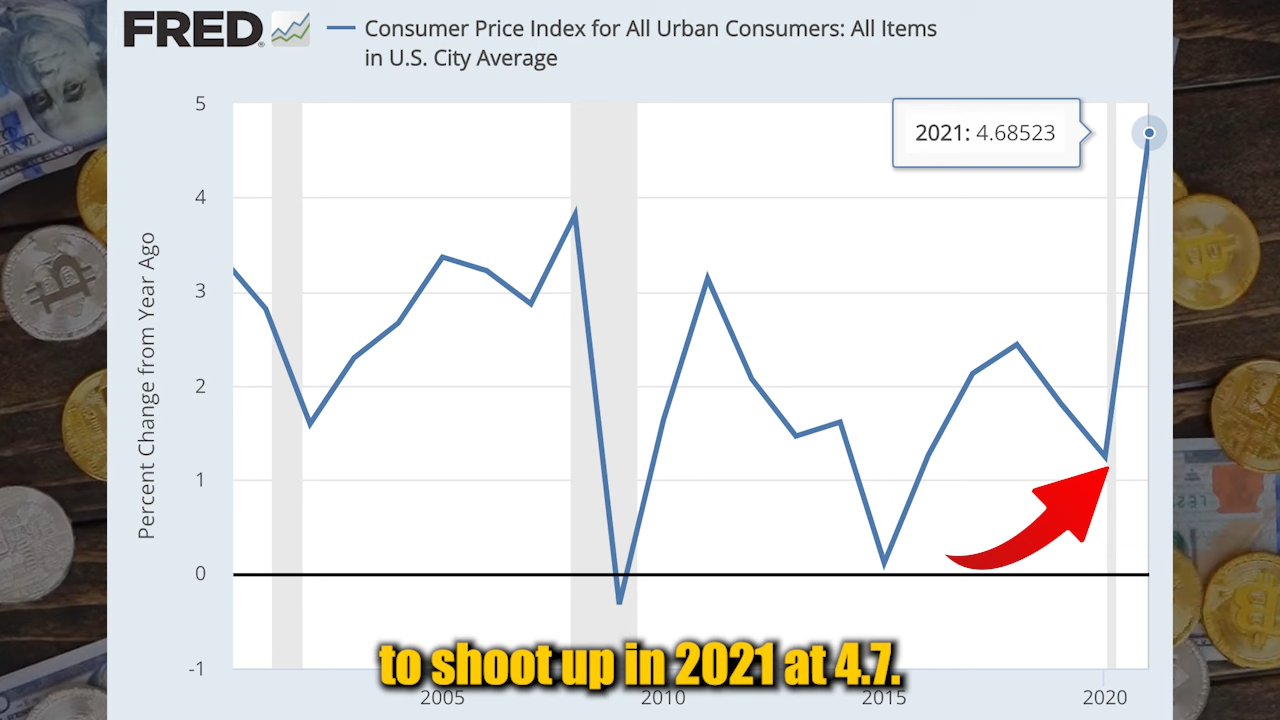 FRED
Consumer Price Index for All Urban Consumers: All Items
in U.S. City Average
5
4
3
2
1
0
-1
Percent Change from Year Ago
2021: 4.68523
to shoot up in 2021 at 4.7.
2005
2010
2015
2020